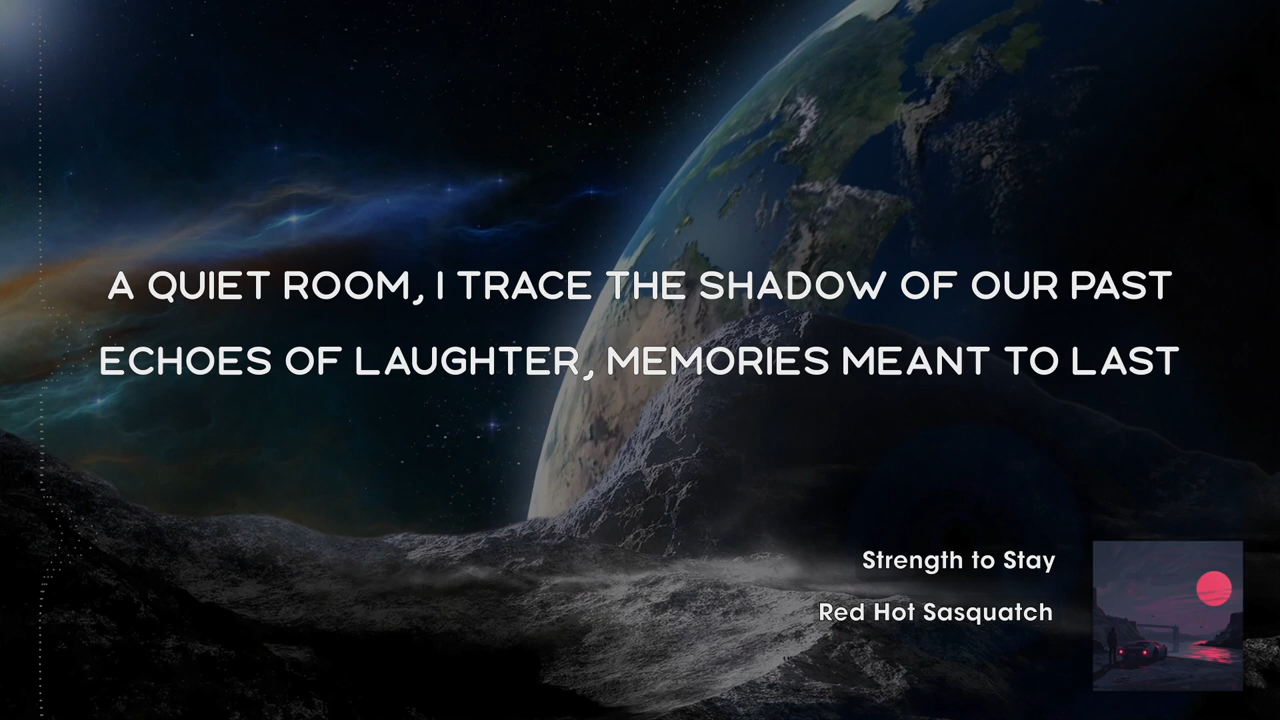 A QUIET ROOM, I TRACE THE SHADOW OF OUR PAST
ECHOES OF LAUGHTER, MEMORIES MEANT TO LAST
Strength to Stay
Red Hot Sasquatch